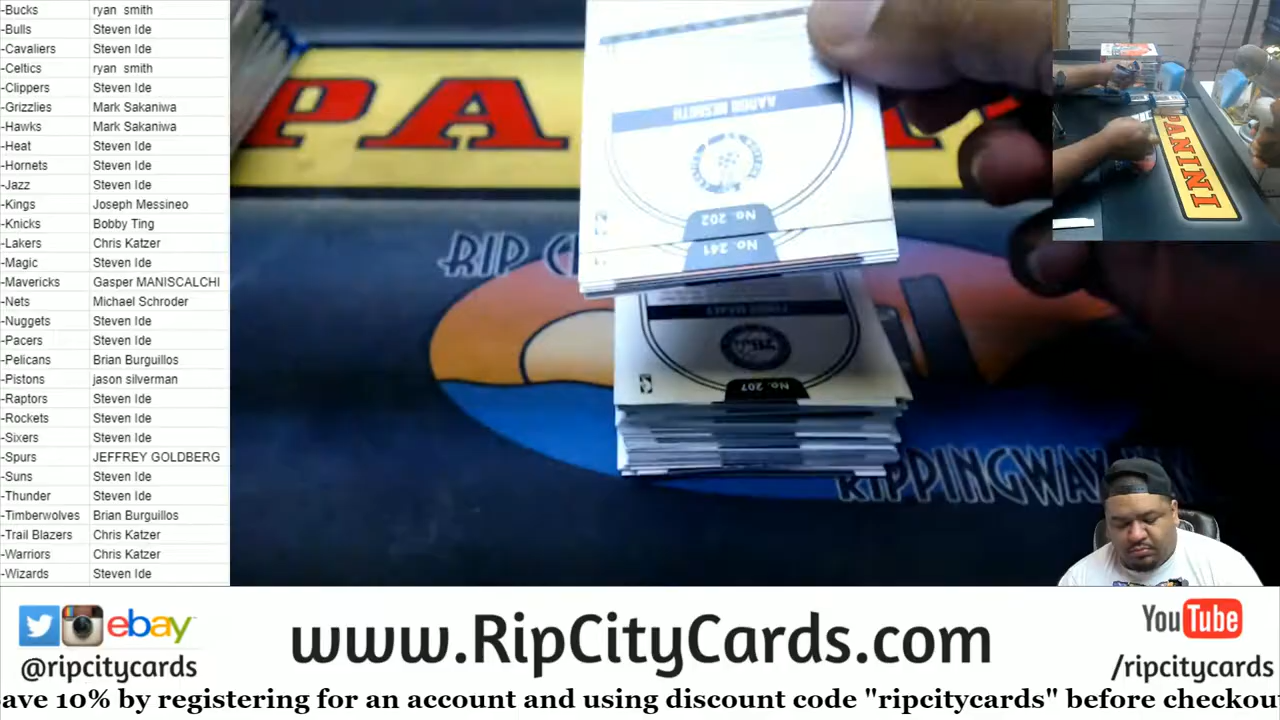 -Bucks ryan smith
-Bulls Steven Ide
-Cavaliers Steven Ide
-Celtics ryan smith
-Clippers Steven Ide
-Grizzlies Mark Sakaniwa
-Hawks Mark Sakaniwa
-Heat Steven Ide
-Hornets Steven Ide
-Jazz Steven Ide
-Kings Joseph Messineo
-Knicks Bobby Ting
-Lakers Chris Katzer
-Magic Steven Ide
-Mavericks Gasper MANISCALCHI
-Nets Michael Schroder
-Nuggets Steven Ide
-Pacers Steven Ide
-Pelicans Brian Burguillos
-Pistons jason silverman
-Raptors Steven Ide
-Rockets Steven Ide
-Sixers Steven Ide
-Spurs JEFFREY GOLDBERG
-Suns Steven Ide
-Thunder Steven Ide
-Timberwolves Brian Burguillos
-Trail Blazers Chris Katzer
-Warriors Chris Katzer
-Wizards Steven Ide
PA
AARON NESMITH
No. 202
No. 241
No. 207
RIP C
RIPPINGWAX
PANINI
ebay
@ripcitycards
www.RipCityCards.com
YouTube
/ripcitycards
save 10% by registering for an account and using discount code "ripcitycards" before checkou